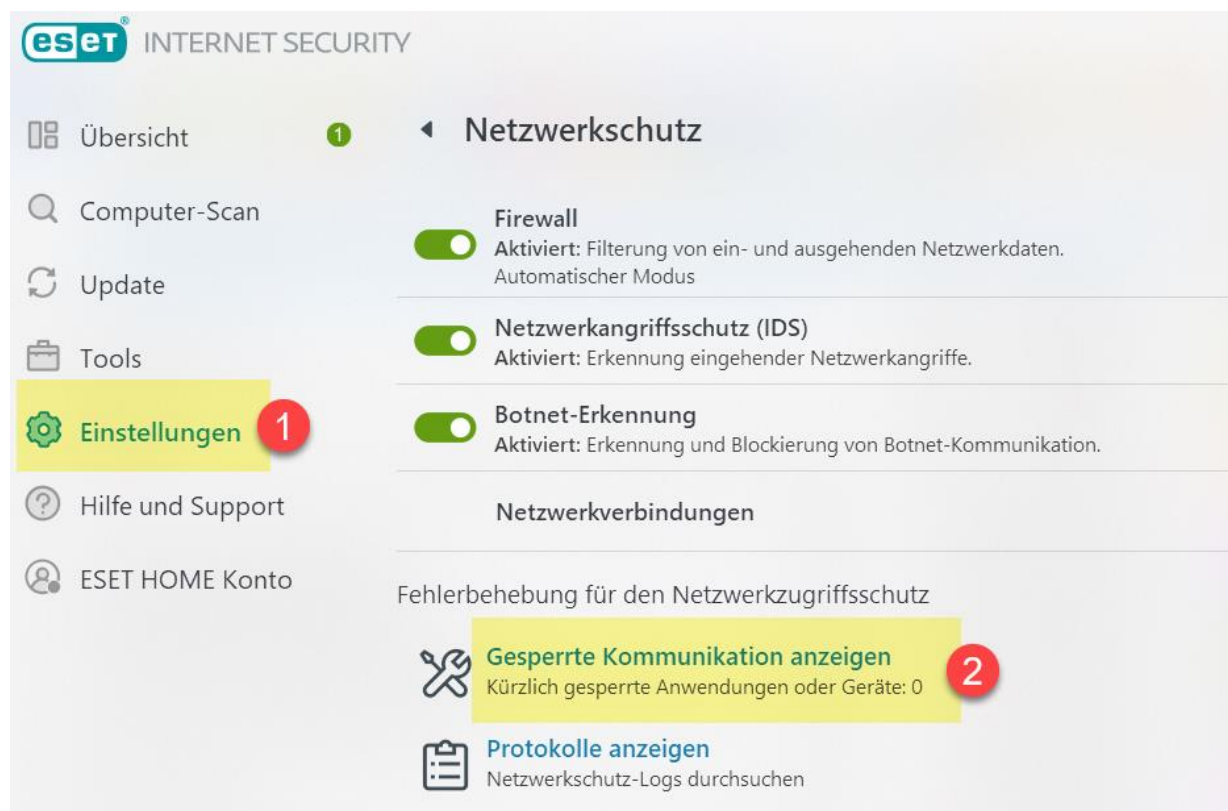 eset® INTERNET SECURITY
Übersicht
1
Computer-Scan
Update
Tools
Einstellungen
1
Hilfe und Support
ESET HOME Konto
Netzwerkschutz
Firewall
Aktiviert: Filterung von ein- und ausgehenden Netzwerkdaten.
Automatischer Modus
Netzwerkangriffsschutz (IDS)
Aktiviert: Erkennung eingehender Netzwerkangriffe.
Botnet-Erkennung
Aktiviert: Erkennung und Blockierung von Botnet-Kommunikation.
Netzwerkverbindungen
Fehlerbehebung für den Netzwerkzugriffsschutz
Gesperrte Kommunikation anzeigen
Kürzlich gesperrte Anwendungen oder Geräte: 0
2
Protokolle anzeigen
Netzwerkschutz-Logs durchsuchen